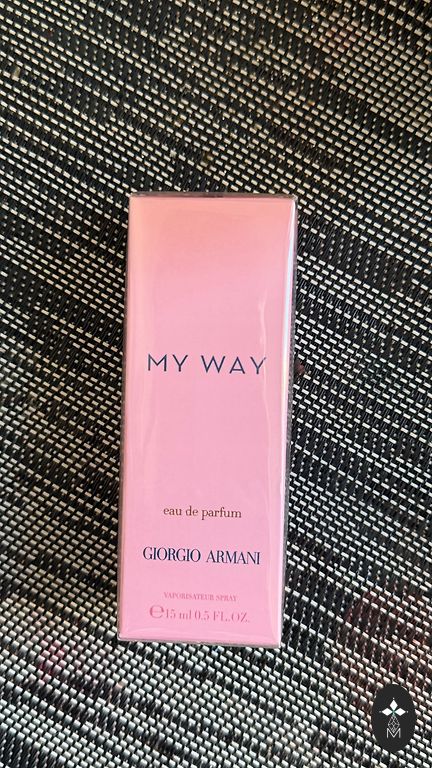 MY WAY
eau de parfum
GIORGIO ARMANI
VAPORISATEUR SPRAY
℮15 ml 0.5 FL.OZ.